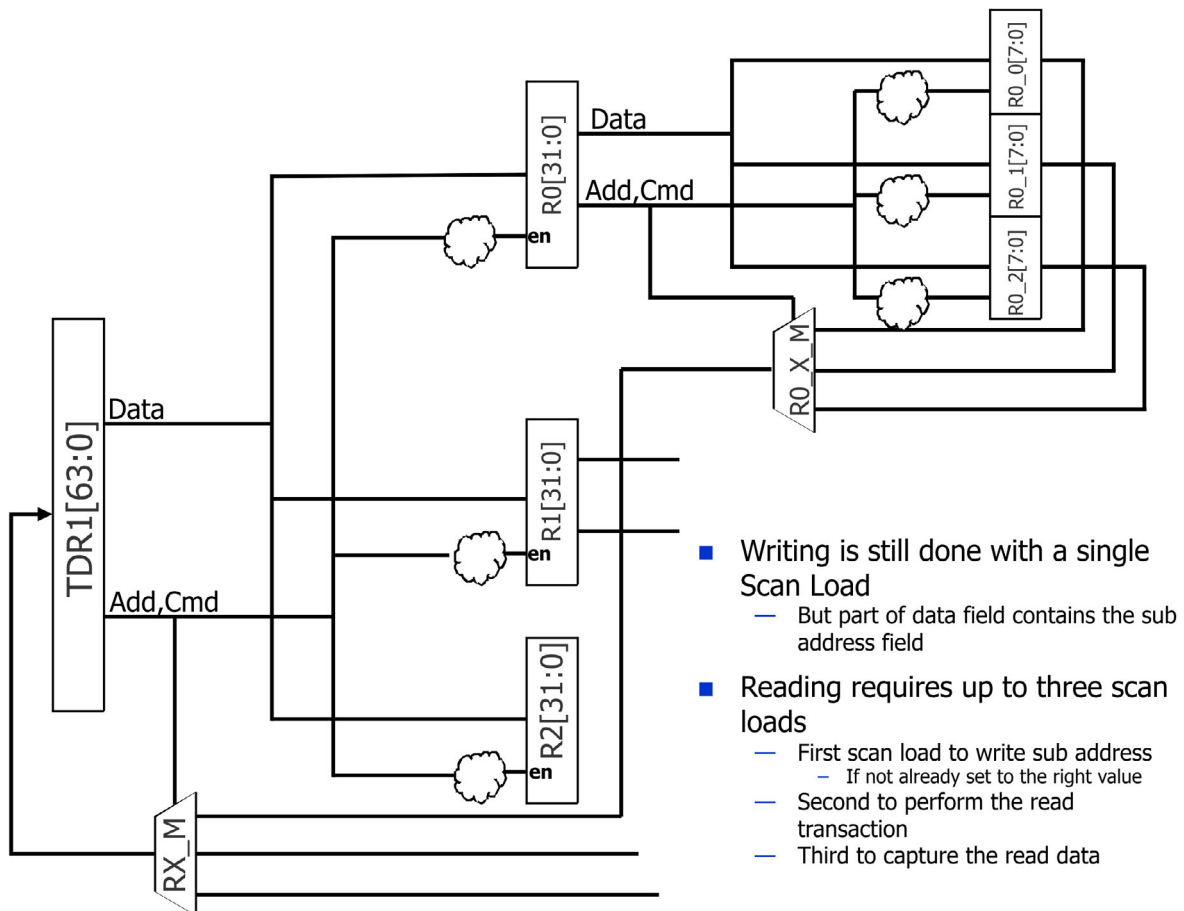 R0_0[7:0]
R0[31:0]
Data
R0_1[7:0]
Add,Cmd
en
R0_2[7:0]
R0_X_M
TDR1[63:0]
Data
R1[31:0]
en
Add,Cmd
R2[31:0]
en
RX_M
■ Writing is still done with a single
Scan Load
— But part of data field contains the sub
address field
■ Reading requires up to three scan
loads
— First scan load to write sub address
– If not already set to the right value
— Second to perform the read
transaction
— Third to capture the read data